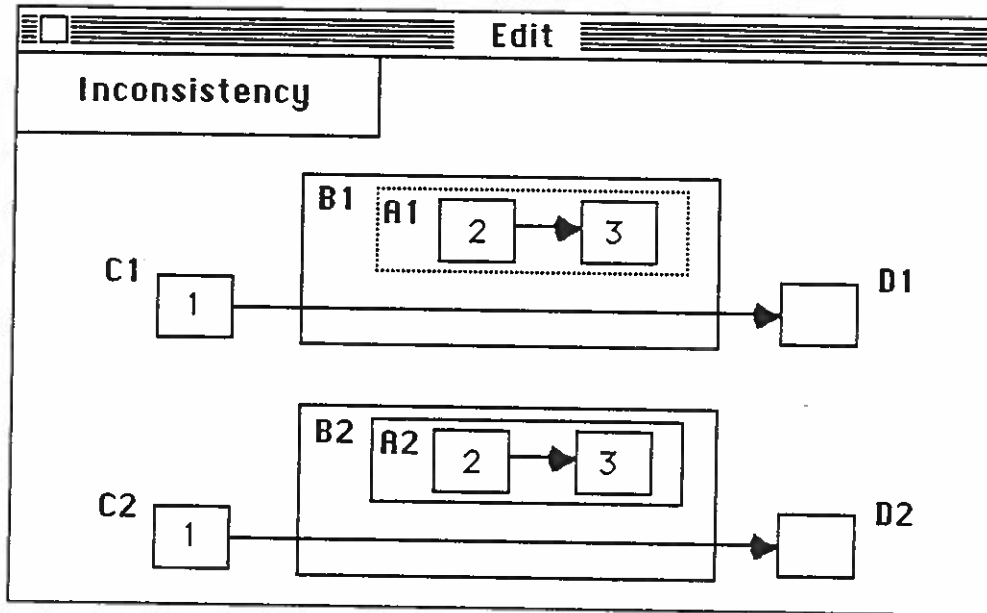 Edit
Inconsistency
B1 A1 2 3
C1 1 D1
B2 A2 2 3
C2 1 D2